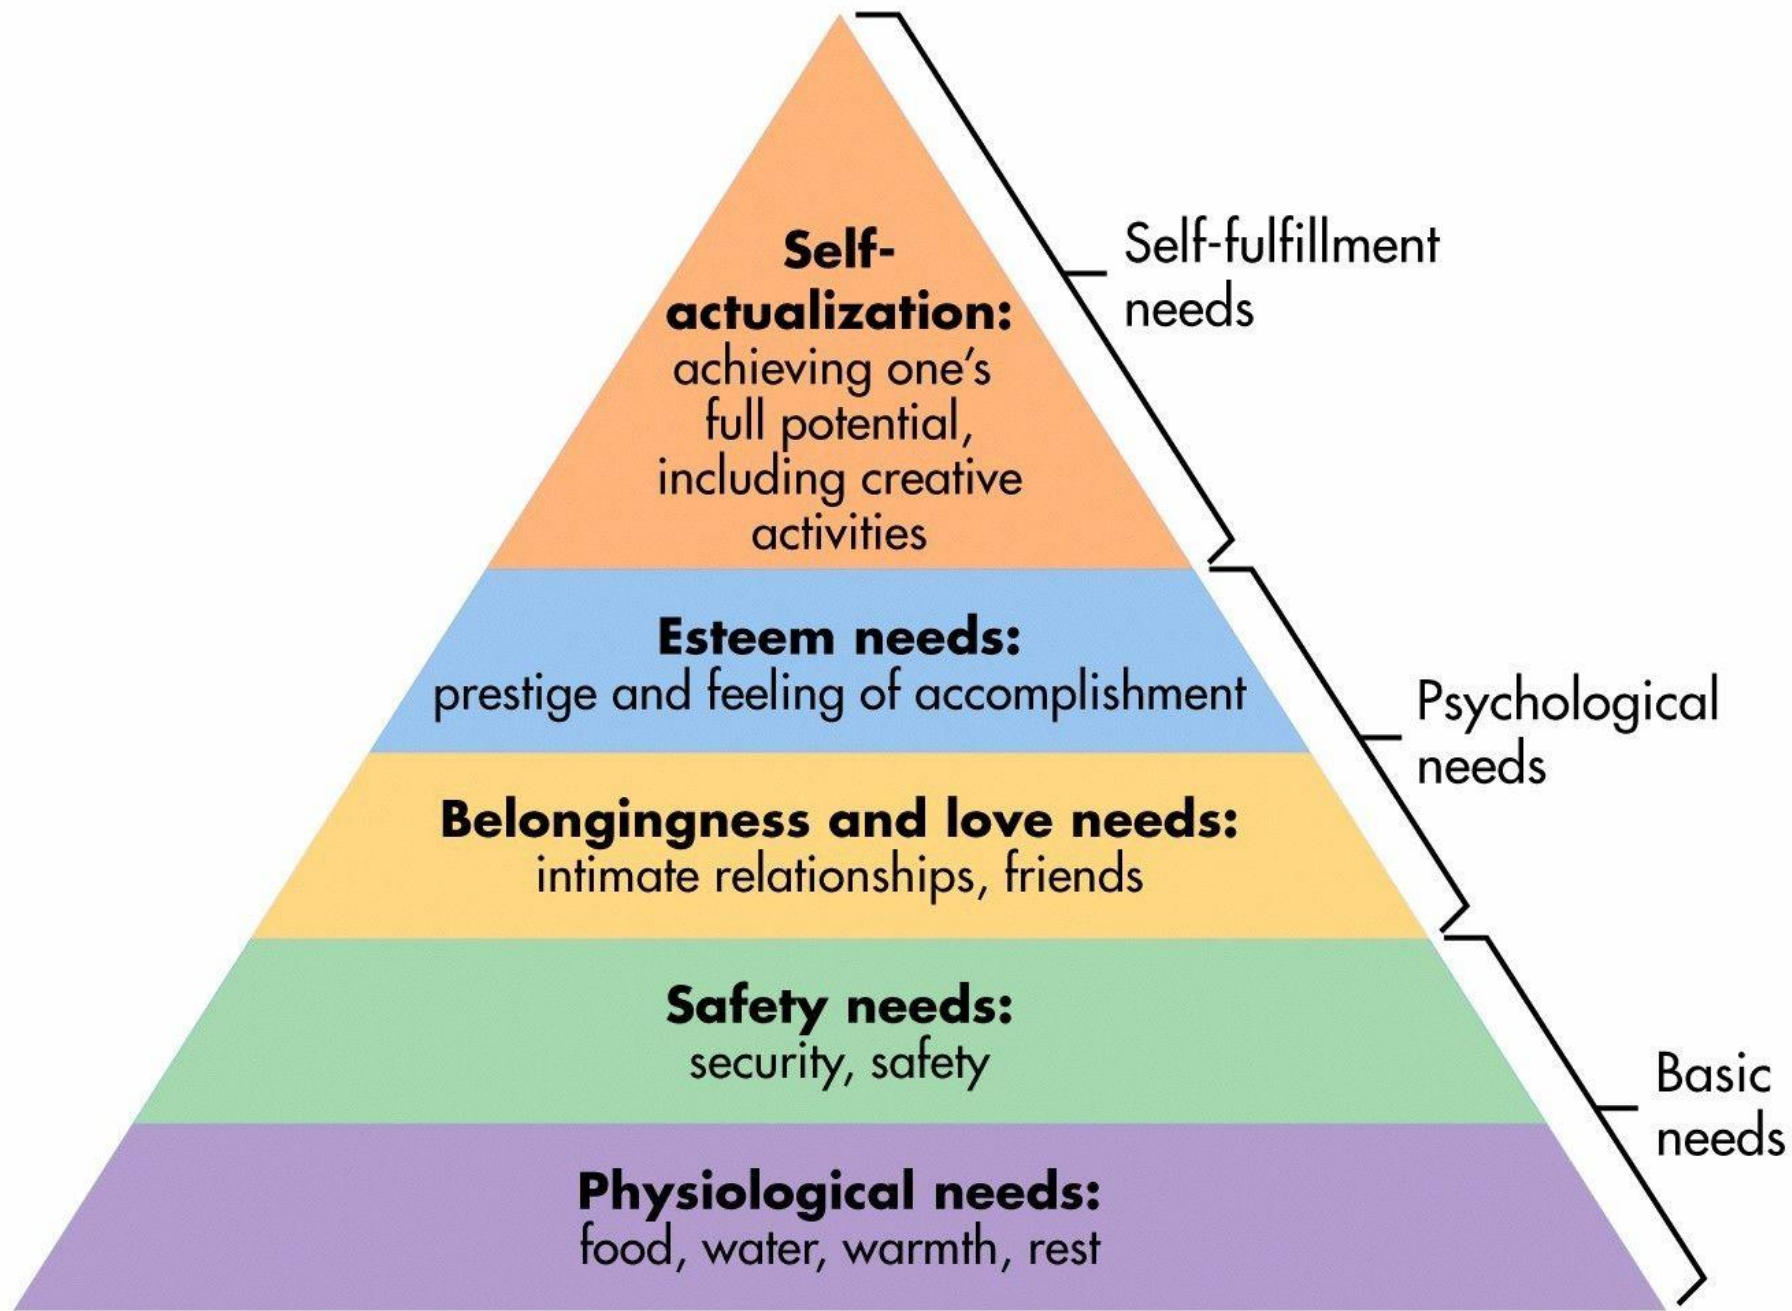 Self-
actualization:
achieving one's
full potential,
including creative
activities
Self-fulfillment
needs
Esteem needs:
prestige and feeling of accomplishment
Belongingness and love needs:
intimate relationships, friends
Psychological
needs
Safety needs:
security, safety
Physiological needs:
food, water, warmth, rest
Basic
needs